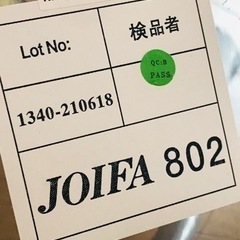 Lot No:
検品者
QC:B
PASS
1340-210618
JOIFA 802